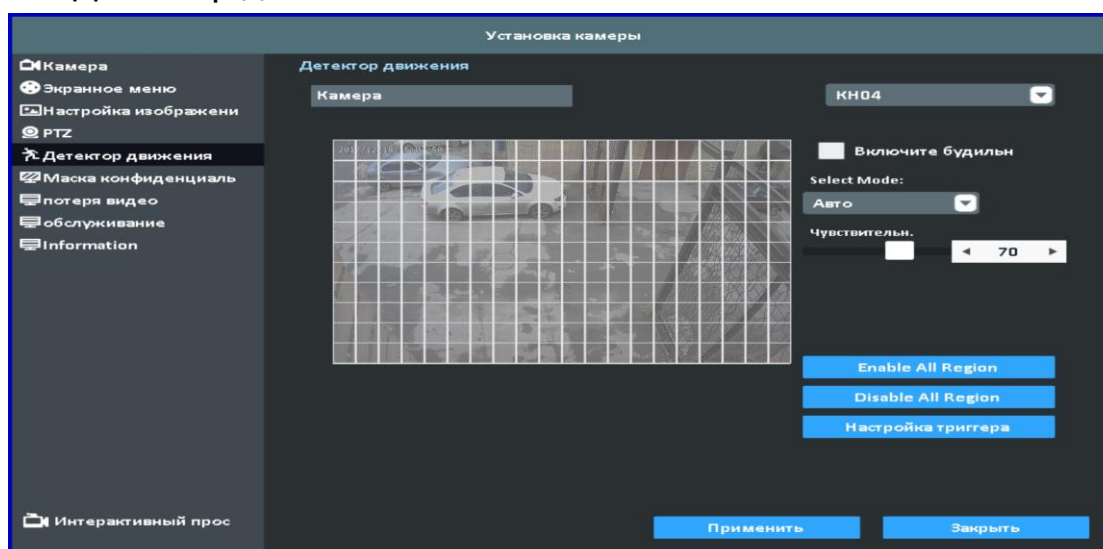 Установка камеры
Камера
Экранное меню
Настройка изображени
PTZ
Детектор движения
Маска конфиденциаль
потеря видео
обслуживание
Information
Интерактивный прос
Детектор движения
Камера
КН04
Включите будильн
Select Mode:
Авто
Чувствительн.
70
Enable All Region
Disable All Region
Настройка триггера
Применить
Закрыть